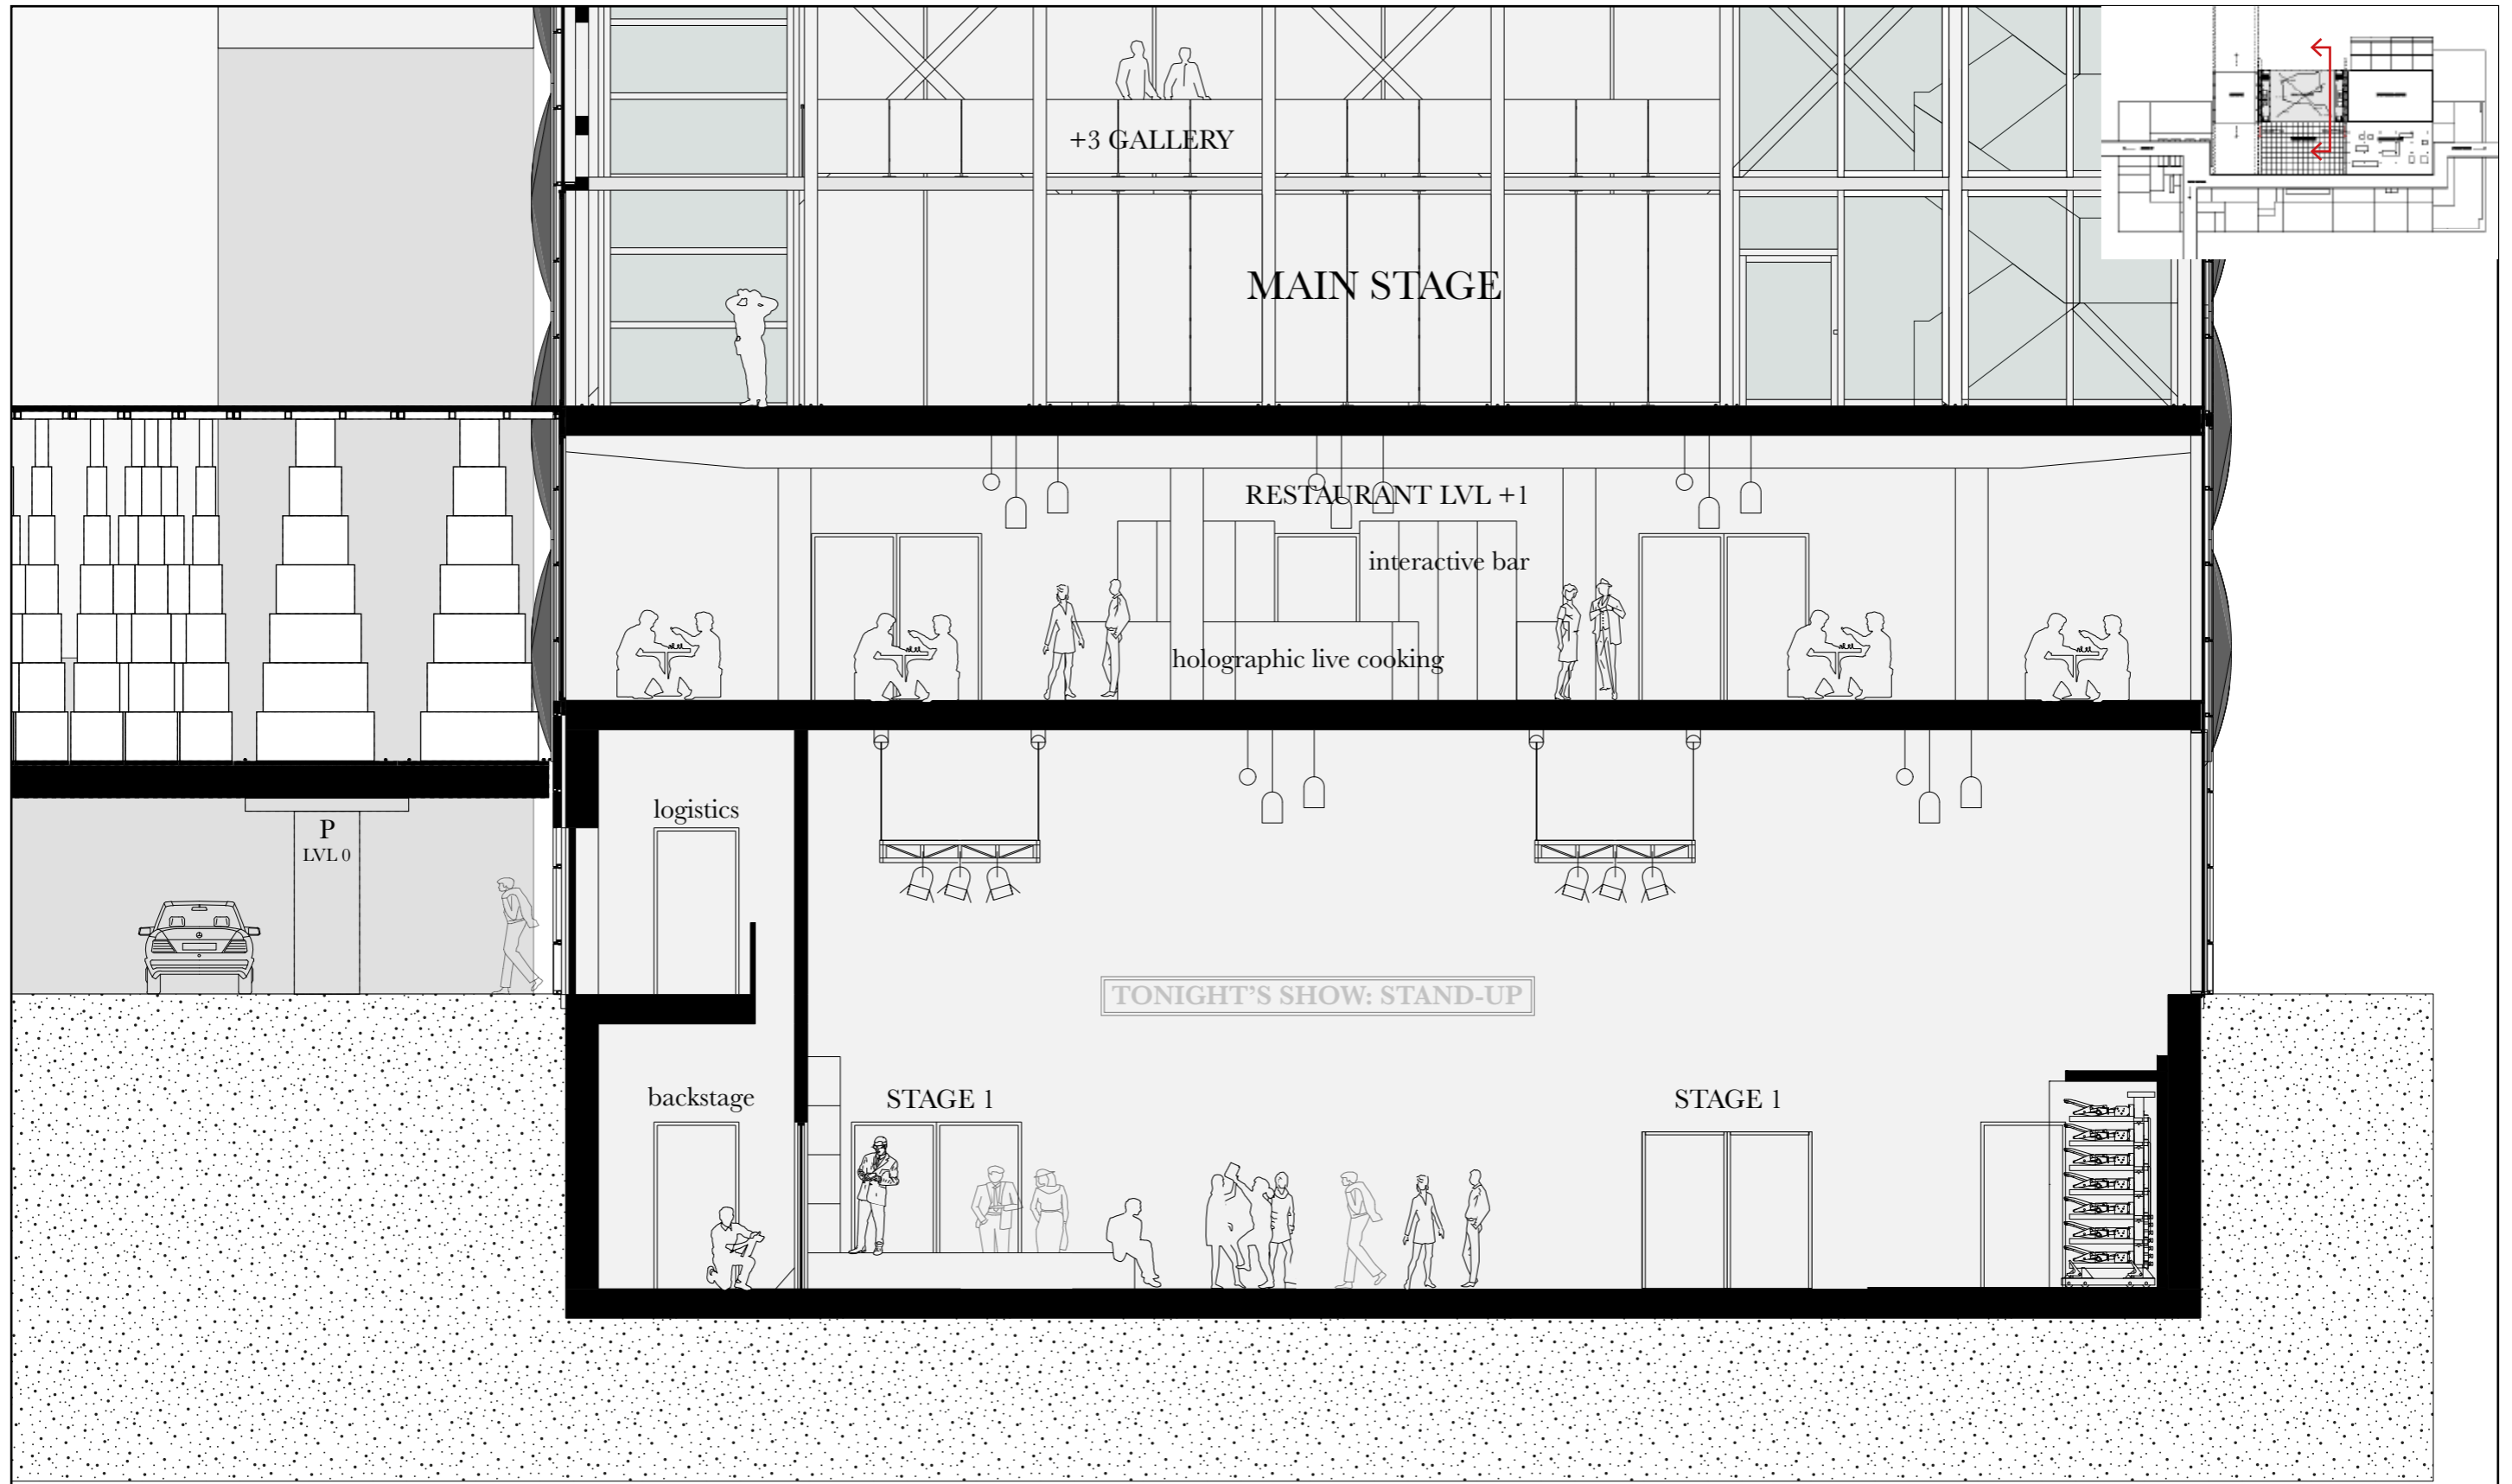 +3 GALLERY
MAIN STAGE
RESTAURANT LVL +1
interactive bar
holographic live cooking
logistics
P
LVL 0
TONIGHT'S SHOW: STAND-UP
backstage
STAGE 1
STAGE 1